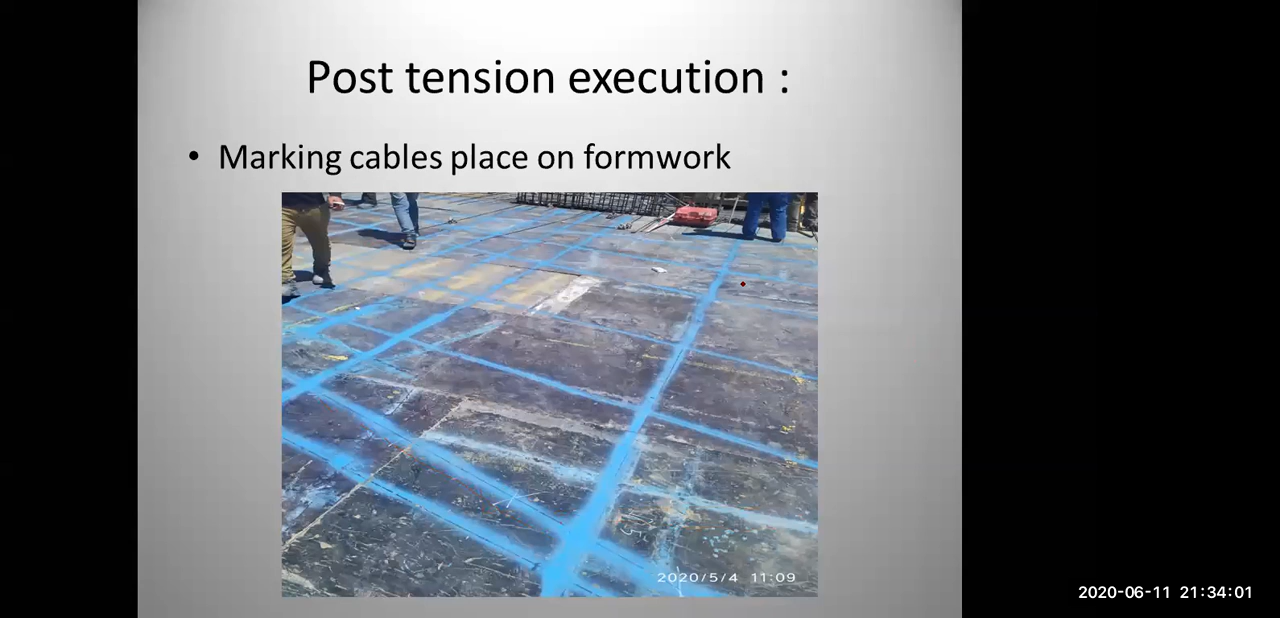 Post tension execution :
• Marking cables place on formwork
2020/5/4 11:09
2020-06-11 21:34:01